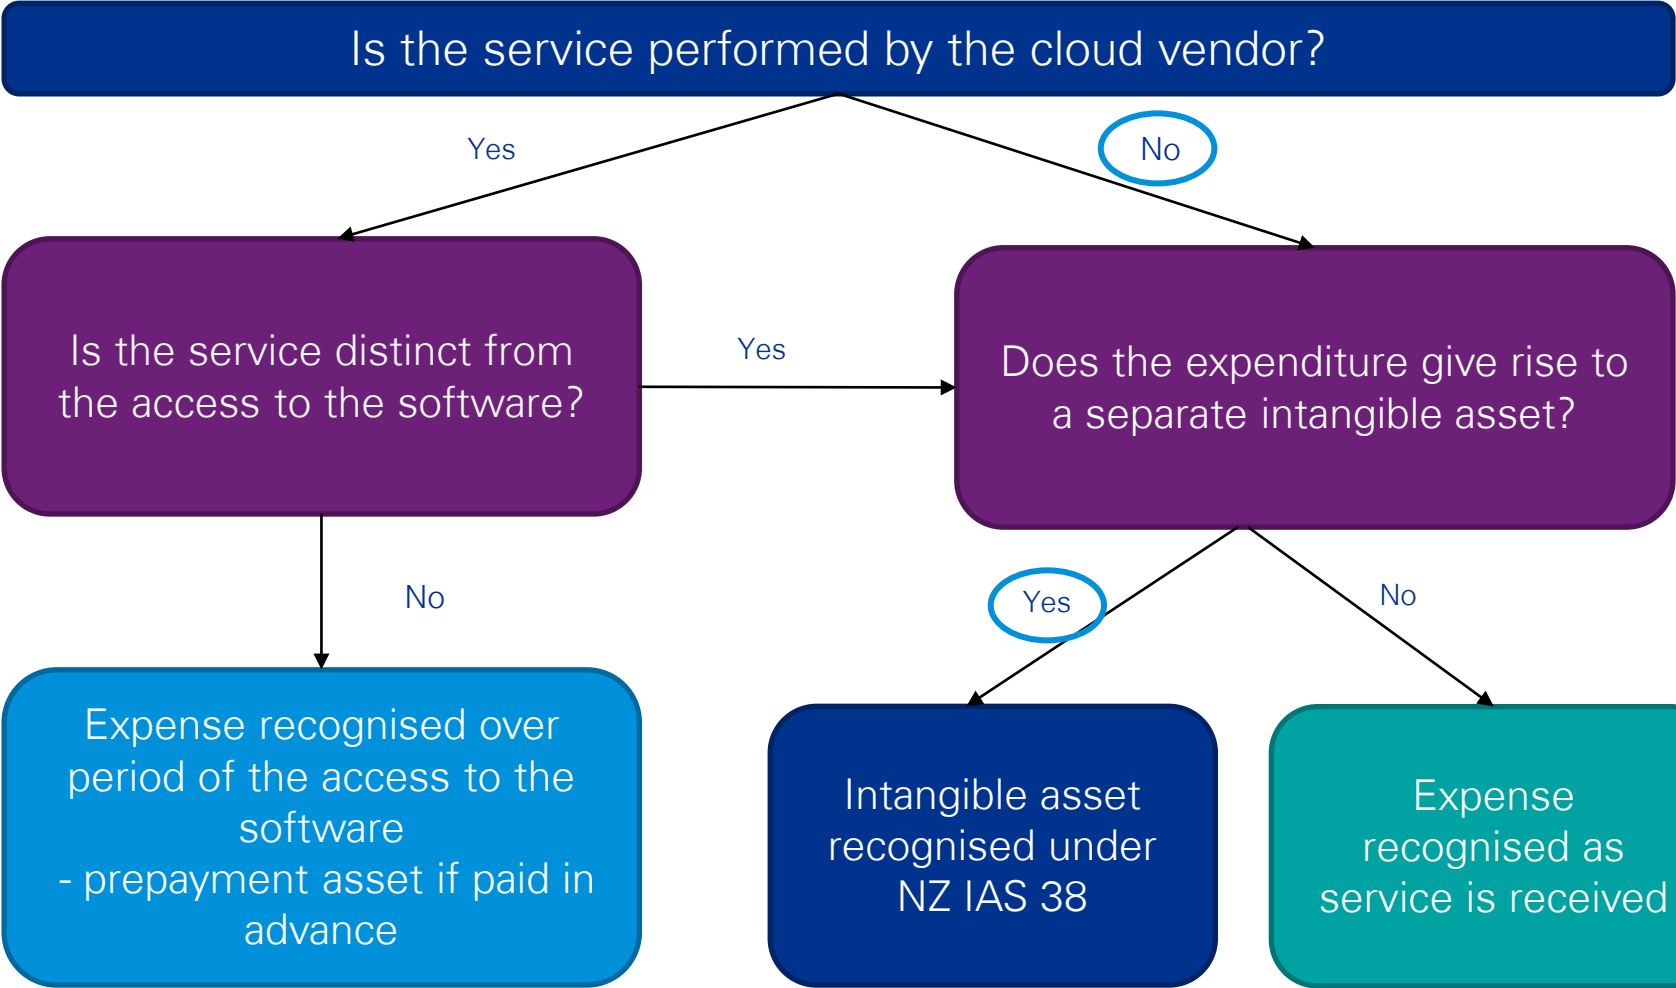 Is the service performed by the cloud vendor?
Yes
No
Is the service distinct from
the access to the software?
Yes
Does the expenditure give rise to
a separate intangible asset?
No
Yes
No
Expense recognised over
period of the access to the
software
- prepayment asset if paid in
advance
Intangible asset
recognised under
NZ IAS 38
Expense
recognised as
service is received